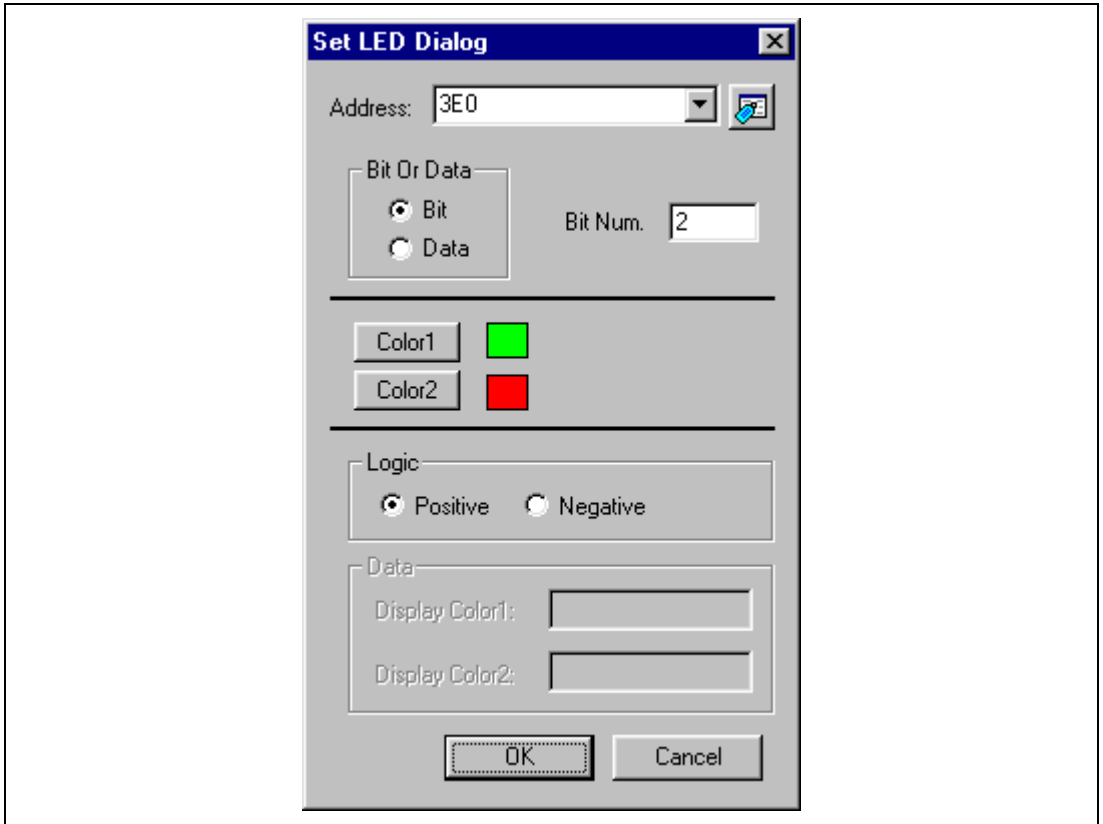 Set LED Dialog
Address: 3E0
Bit Or Data
Bit
Bit Num. 2
Data
Color1
Color2
Logic
Positive Negative
Data
Display Color1:
Display Color2:
OK Cancel